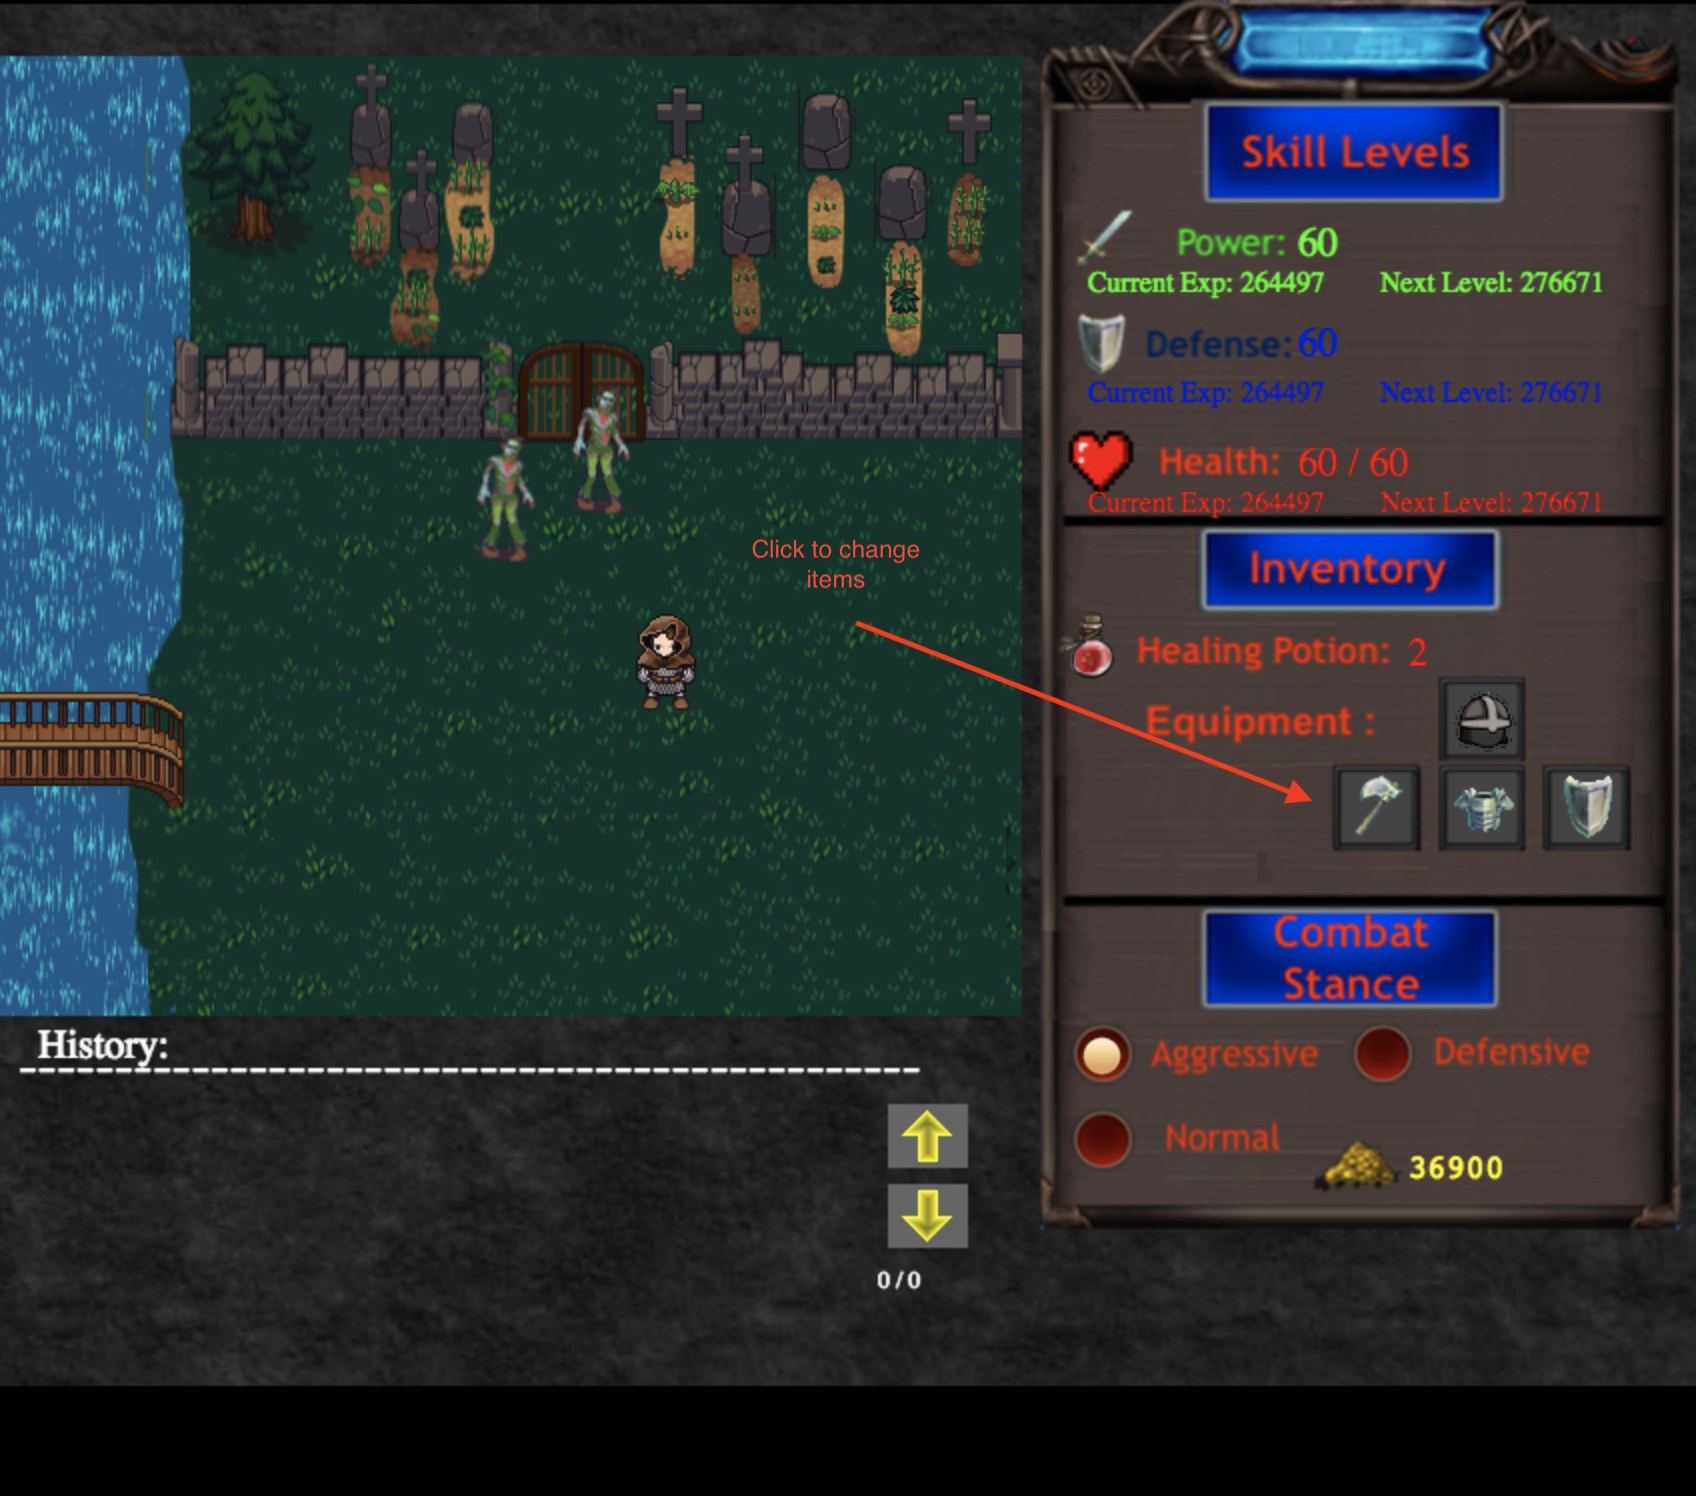 Skill Levels
Power: 60
Current Exp: 264497 Next Level: 276671
Defense: 60
Current Exp: 264497 Next Level: 276671
Health: 60 / 60
Current Exp: 264497 Next Level: 276671
Click to change
items
Inventory
Healing Potion: 2
Equipment :
Combat
Stance
Aggressive Defensive
Normal
36900
History:
0/0